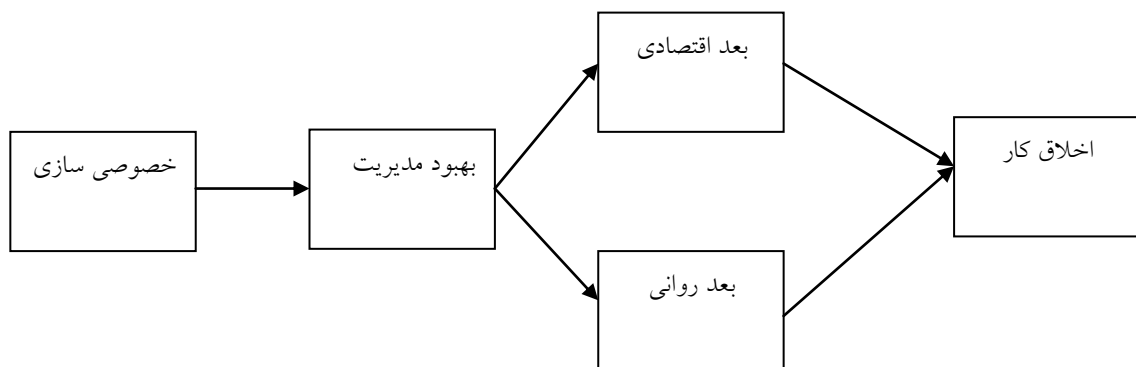 بعد اقتصادی
خصوصی سازی
بهبود مدیریت
اخلاق کار
بعد روانی